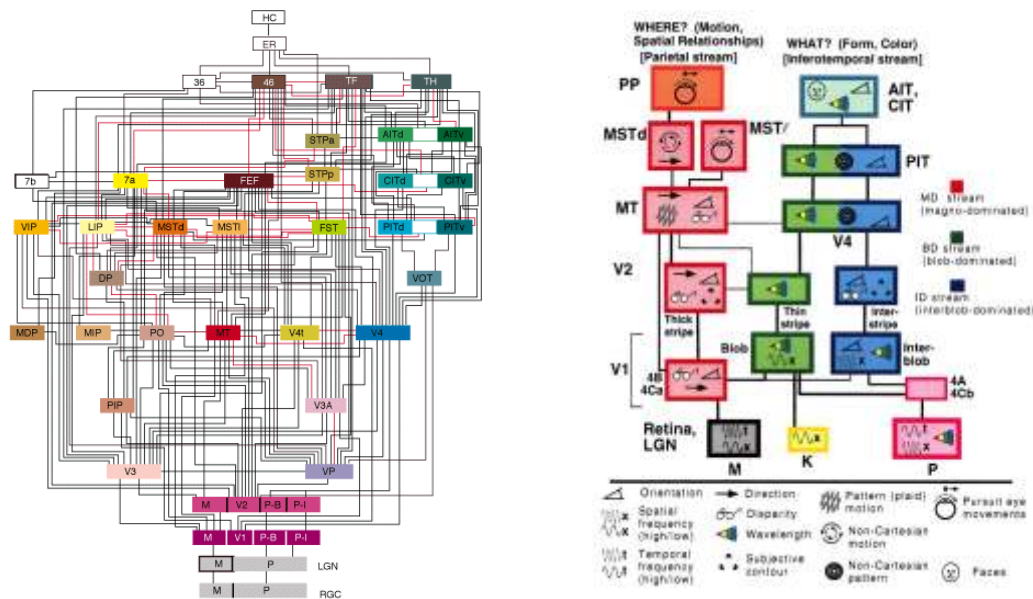 HC
ER
36
46
TF
TH
STPa
AITd
AITv
7b
7a
FEF
STPp
CITd
CITv
VIP
LIP
MSTd
MSTl
FST
PITd
PITv
DP
VOT
MDP
MIP
PO
MT
V4t
V4
PIP
V3A
V3
VP
M V2 P-B P-I
M V1 P-B P-I
M P LGN
M P RGC
WHERE? (Motion,
Spatial Relationships)
[Parietal stream]
WHAT? (Form, Color)
[Inferotemporal stream]
PP
AIT,
CIT
MSTd
MST/
PIT
MT
V4
V2
Thick
stripe
Thin
stripe
Inter-
stripe
MD stream
(magno-dominated)
BD stream
(blob-dominated)
ID stream
(interblob-dominated)
V1
Blob
Inter-
blob
4B
4Ca
4A
4Cb
Retina,
LGN
M
K
P
t
x
x
t
x
x
x
Orientation
Direction
Pattern (plaid)
motion
Pursuit eye
movements
Spatial
frequency
(high/low)
x
x
Disparity
Wavelength
Non-Cartesian
motion
Temporal
frequency
(high/low)
t
t
Subjective
contour
Non-Cartesian
pattern
Faces